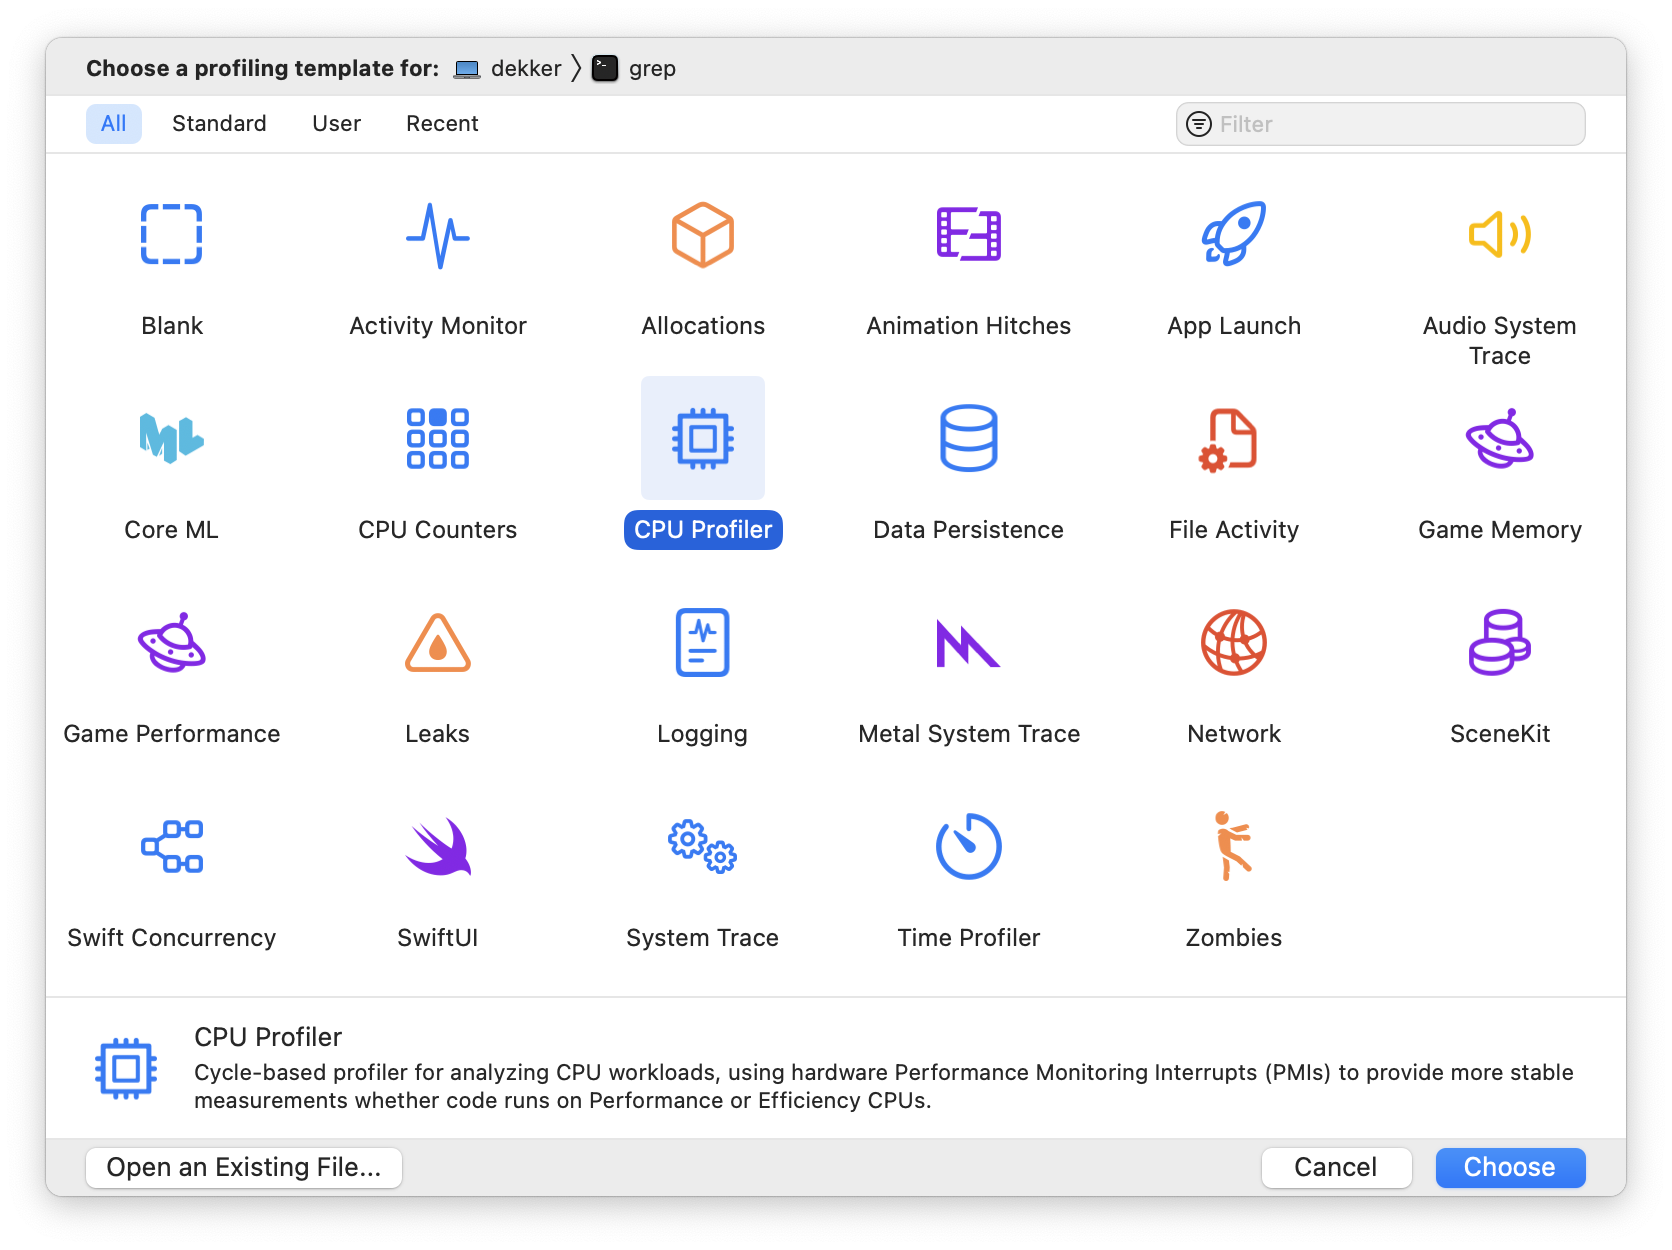 Choose a profiling template for: dekker 〉 grep
All Standard User Recent Filter
Blank Activity Monitor Allocations Animation Hitches App Launch Audio System
Trace
ML
Core ML CPU Counters CPU Profiler Data Persistence File Activity Game Memory
Game Performance Leaks Logging Metal System Trace Network SceneKit
Swift Concurrency SwiftUI System Trace Time Profiler Zombies
CPU Profiler
Cycle-based profiler for analyzing CPU workloads, using hardware Performance Monitoring Interrupts (PMIs) to provide more stable
measurements whether code runs on Performance or Efficiency CPUs.
Open an Existing File... Cancel Choose